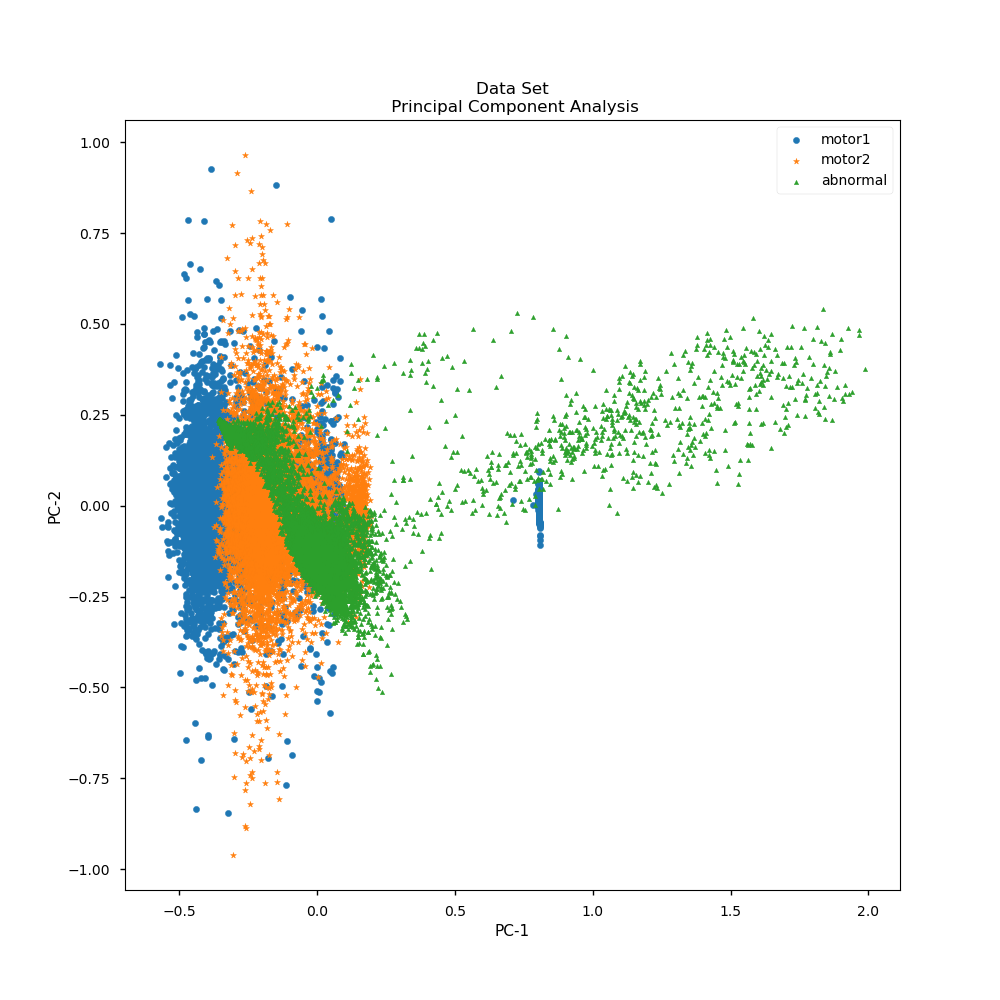 Data Set
Principal Component Analysis
motor1
motor2
abnormal
1.00
0.75
0.50
0.25
0.00
−0.25
−0.50
−0.75
−1.00
PC-2
−0.5
0.0
0.5
1.0
1.5
2.0
PC-1